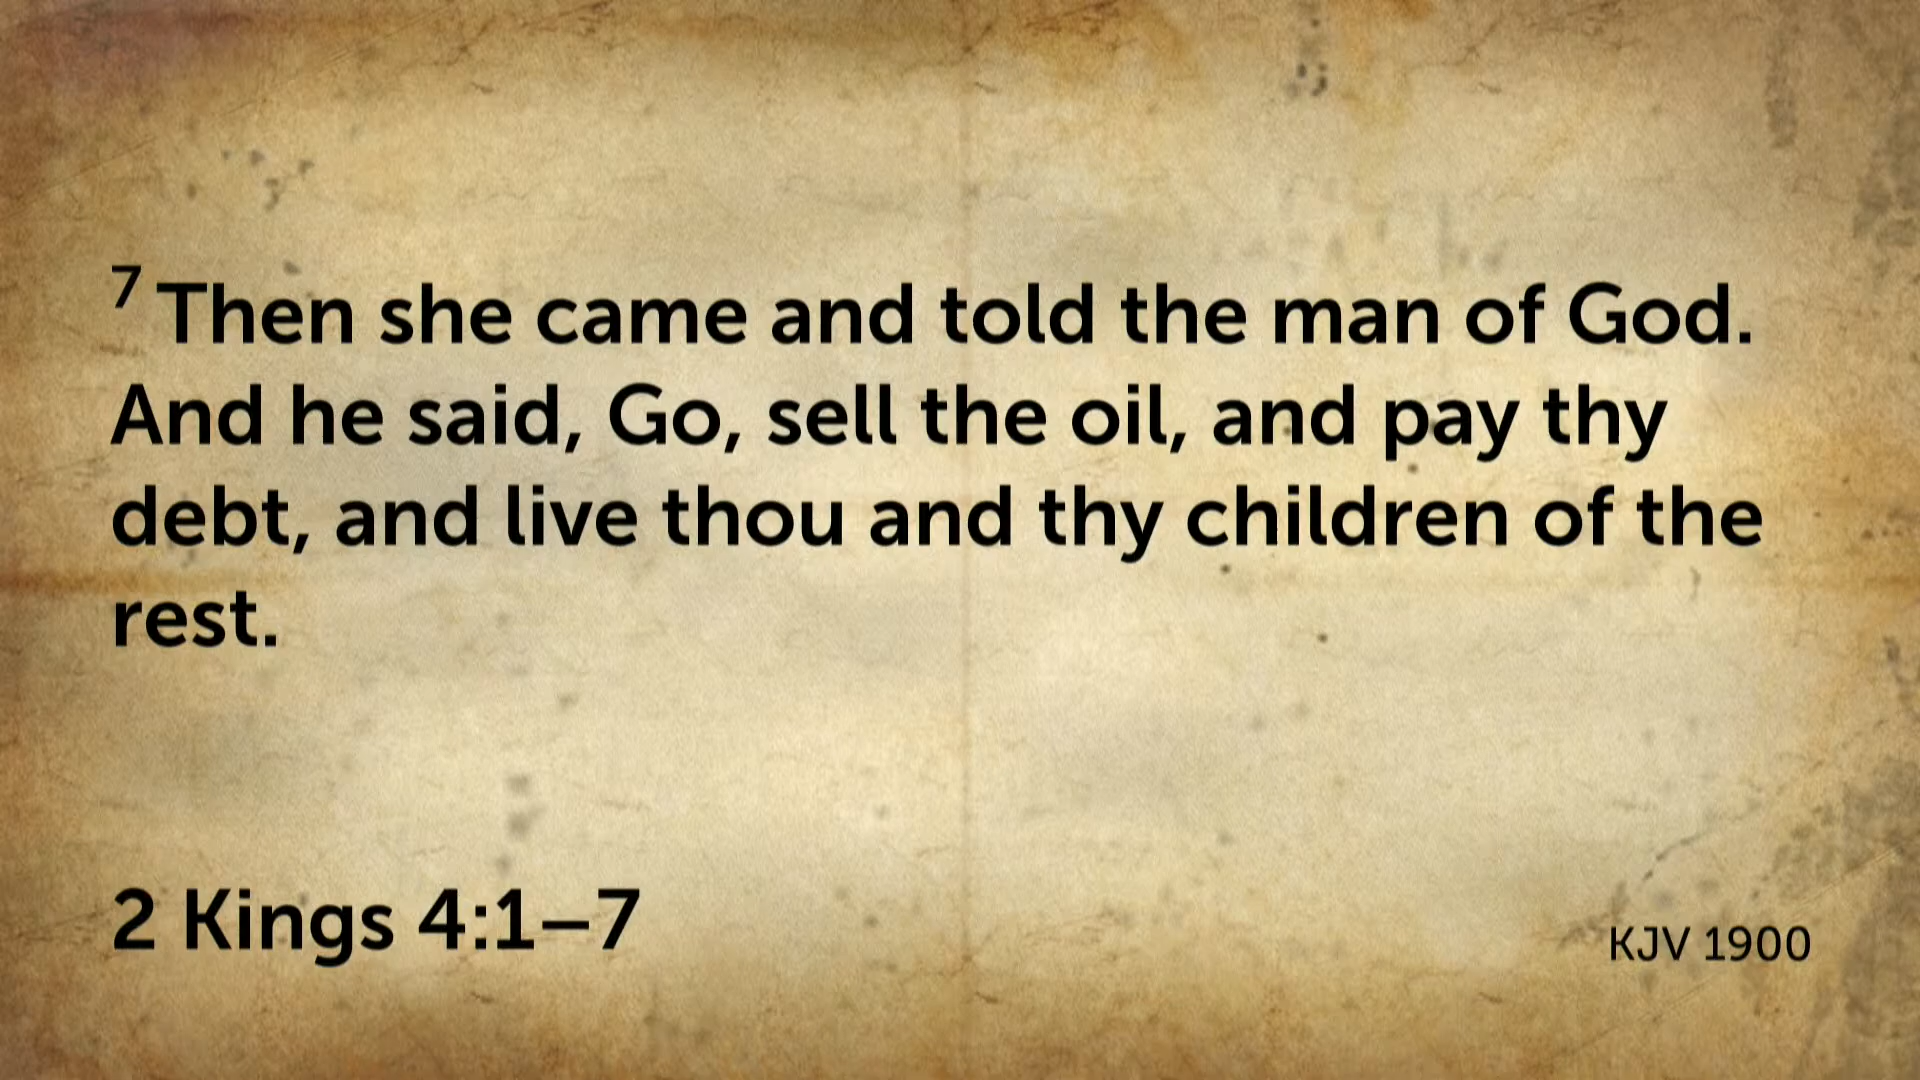 7 Then she came and told the man of God.
And he said, Go, sell the oil, and pay thy
debt, and live thou and thy children of the
rest.
2 Kings 4:1–7
KJV 1900